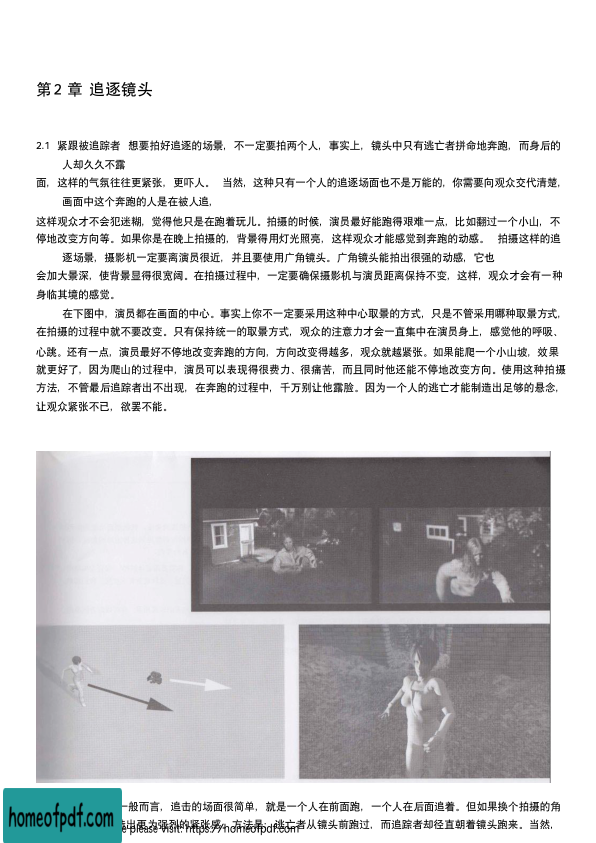 第2 章 追逐镜头
2.1 紧跟被追踪者 想要拍好追逐的场景, 不一定要拍两个人, 事实上, 镜头中只有逃亡者拼命地奔跑, 而身后的
人却久久不露
面, 这样的气氛往往更紧张, 更吓人。 当然, 这种只有一个人的追逐场面也不是万能的, 你需要向观众交代清楚,
画面中这个奔跑的人是在被人追,
这样观众才不会犯迷糊, 觉得他只是在跑着玩儿。拍摄的时候, 演员最好能跑得艰难一点, 比如翻过一个小山, 不
停地改变方向等。如果你是在晚上拍摄的, 背景得用灯光照亮, 这样观众才能感觉到奔跑的动感。 拍摄这样的追
逐场景, 摄影机一定要离演员很近, 并且要使用广角镜头。广角镜头能拍出很强的动感, 它也
会加大景深, 使背景显得很宽阔。在拍摄过程中, 一定要确保摄影机与演员距离保持不变, 这样, 观众才会有一种
身临其境的感觉。
在下图中, 演员都在画面的中心。事实上你不一定要采用这种中心取景的方式, 只是不管采用哪种取景方式,
在拍摄的过程中就不要改变。只有保持统一的取景方式, 观众的注意力才会一直集中在演员身上, 感觉他的呼吸、
心跳。还有一点, 演员最好不停地改变奔跑的方向, 方向改变得越多, 观众就越紧张。如果能爬一个小山坡, 效果
就更好了, 因为爬山的过程中, 演员可以表现得很费力、很痛苦, 而且同时他还能不停地改变方向。使用这种拍摄
方法, 不管最后追踪者出不出现, 在奔跑的过程中, 千万别让他露脸。因为一个人的逃亡才能制造出足够的悬念,
让观众紧张不已, 欲罢不能。
一般而言, 追击的场面很简单, 就是一个人在前面跑, 一个人在后面追着。但如果换个拍摄的角
出更为强烈的紧张感。方法是: 逃亡者从镜头前跑过, 而追踪者却径直朝着镜头跑来。当然,
homeofpdf.com
please visit: https://homeofpdf.com